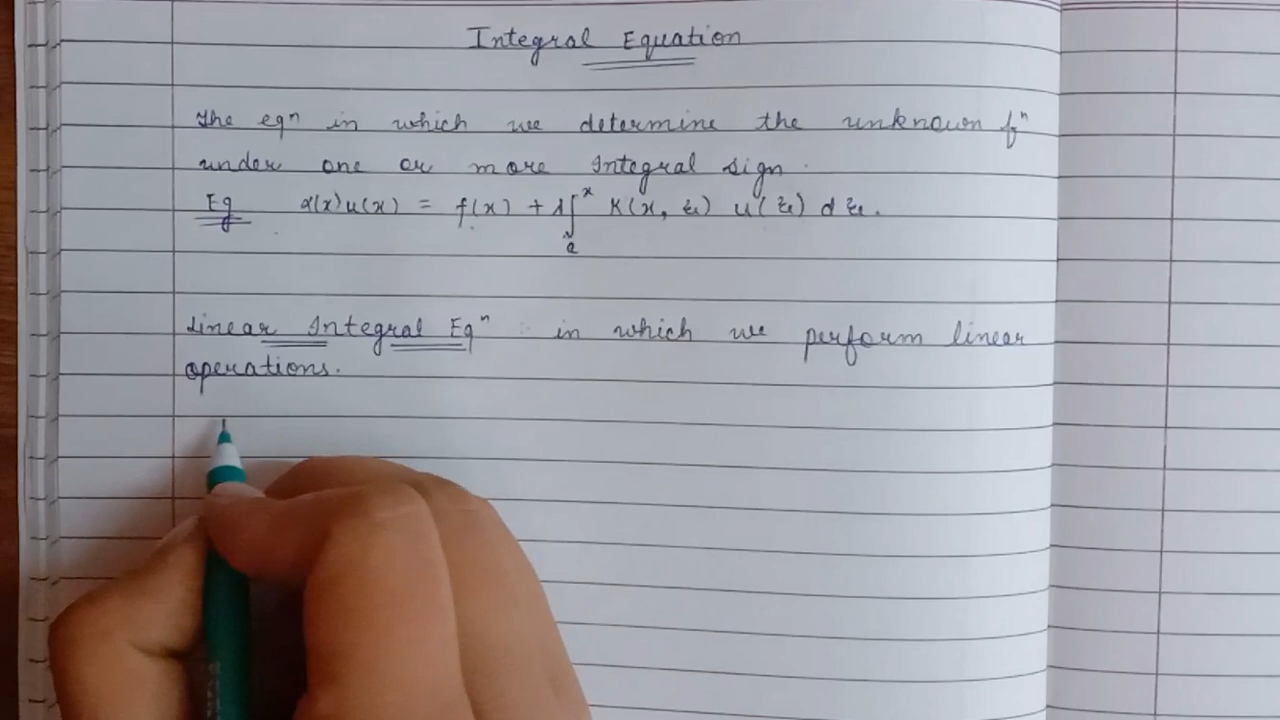 Integral Equation
The eqⁿ in which we determine the unknown fⁿ
under one or more Integral sign.
Eg α(x)u(x) = f(x) + λ∫ₐˣ K(x, ξ) u(ξ) dξ.
Linear Integral Eqⁿ : in which we perform linear
operations.